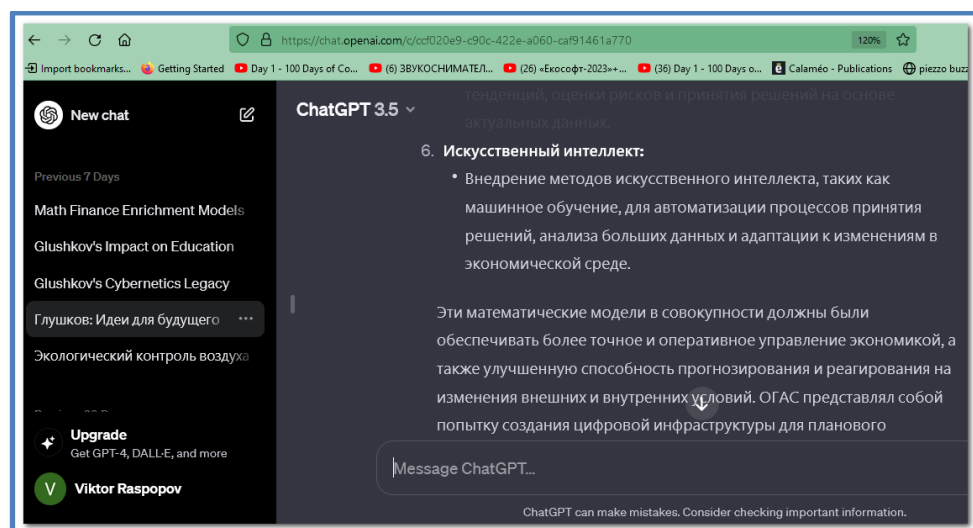 https://chat.openai.com/c/ccf020e9-c90c-422e-a060-caf91461a770
120%
Import bookmarks...
Getting Started
Day 1 - 100 Days of Co...
(6) ЗВУКОСНИМАТЕЛ...
(26) «Екософт-2023»+...
(36) Day 1 - 100 Days o...
Calaméo - Publications
piezzo buzz
New chat
Previous 7 Days
Math Finance Enrichment Models
Glushkov's Impact on Education
Glushkov's Cybernetics Legacy
Глушков: Идеи для будущего ...
Экологический контроль воздуха
Upgrade
Get GPT-4, DALL·E, and more
V
Viktor Raspopov
ChatGPT 3.5
тенденций, оценки рисков и принятия решений на основе
актуальных данных.
6. Искусственный интеллект:
• Внедрение методов искусственного интеллекта, таких как
машинное обучение, для автоматизации процессов принятия
решений, анализа больших данных и адаптации к изменениям в
экономической среде.
Эти математические модели в совокупности должны были
обеспечивать более точное и оперативное управление экономикой, а
также улучшенную способность прогнозирования и реагирования на
изменения внешних и внутренних условий. ОГАС представлял собой
попытку создания цифровой инфраструктуры для планового
Message ChatGPT...
ChatGPT can make mistakes. Consider checking important information.